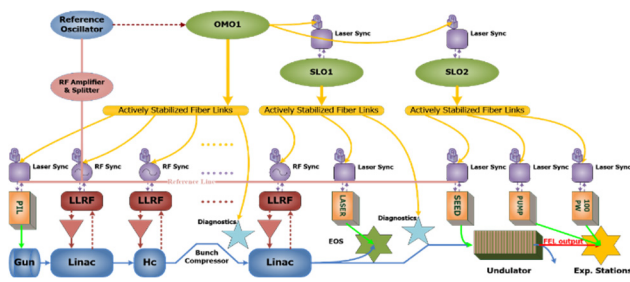 Reference
Oscillator
OMO1
Laser Sync
Laser Sync
RF Amplifier
& Splitter
SLO1
SLO2
Actively Stabilized Fiber Links
Actively Stabilized Fiber Links
Actively Stabilized Fiber Links
Laser Sync
RF Sync
RF Sync
RF Sync
Laser Sync
Laser Sync
Laser Sync
Laser Sync
Reference Line
PIL
LLRF
LLRF
LLRF
LASER
SEED
PUMP
100
PW
Diagnostics
Diagnostics
EOS
FEL output
Gun
Linac
Hc
Bunch
Compressor
Linac
Undulator
Exp. Stations